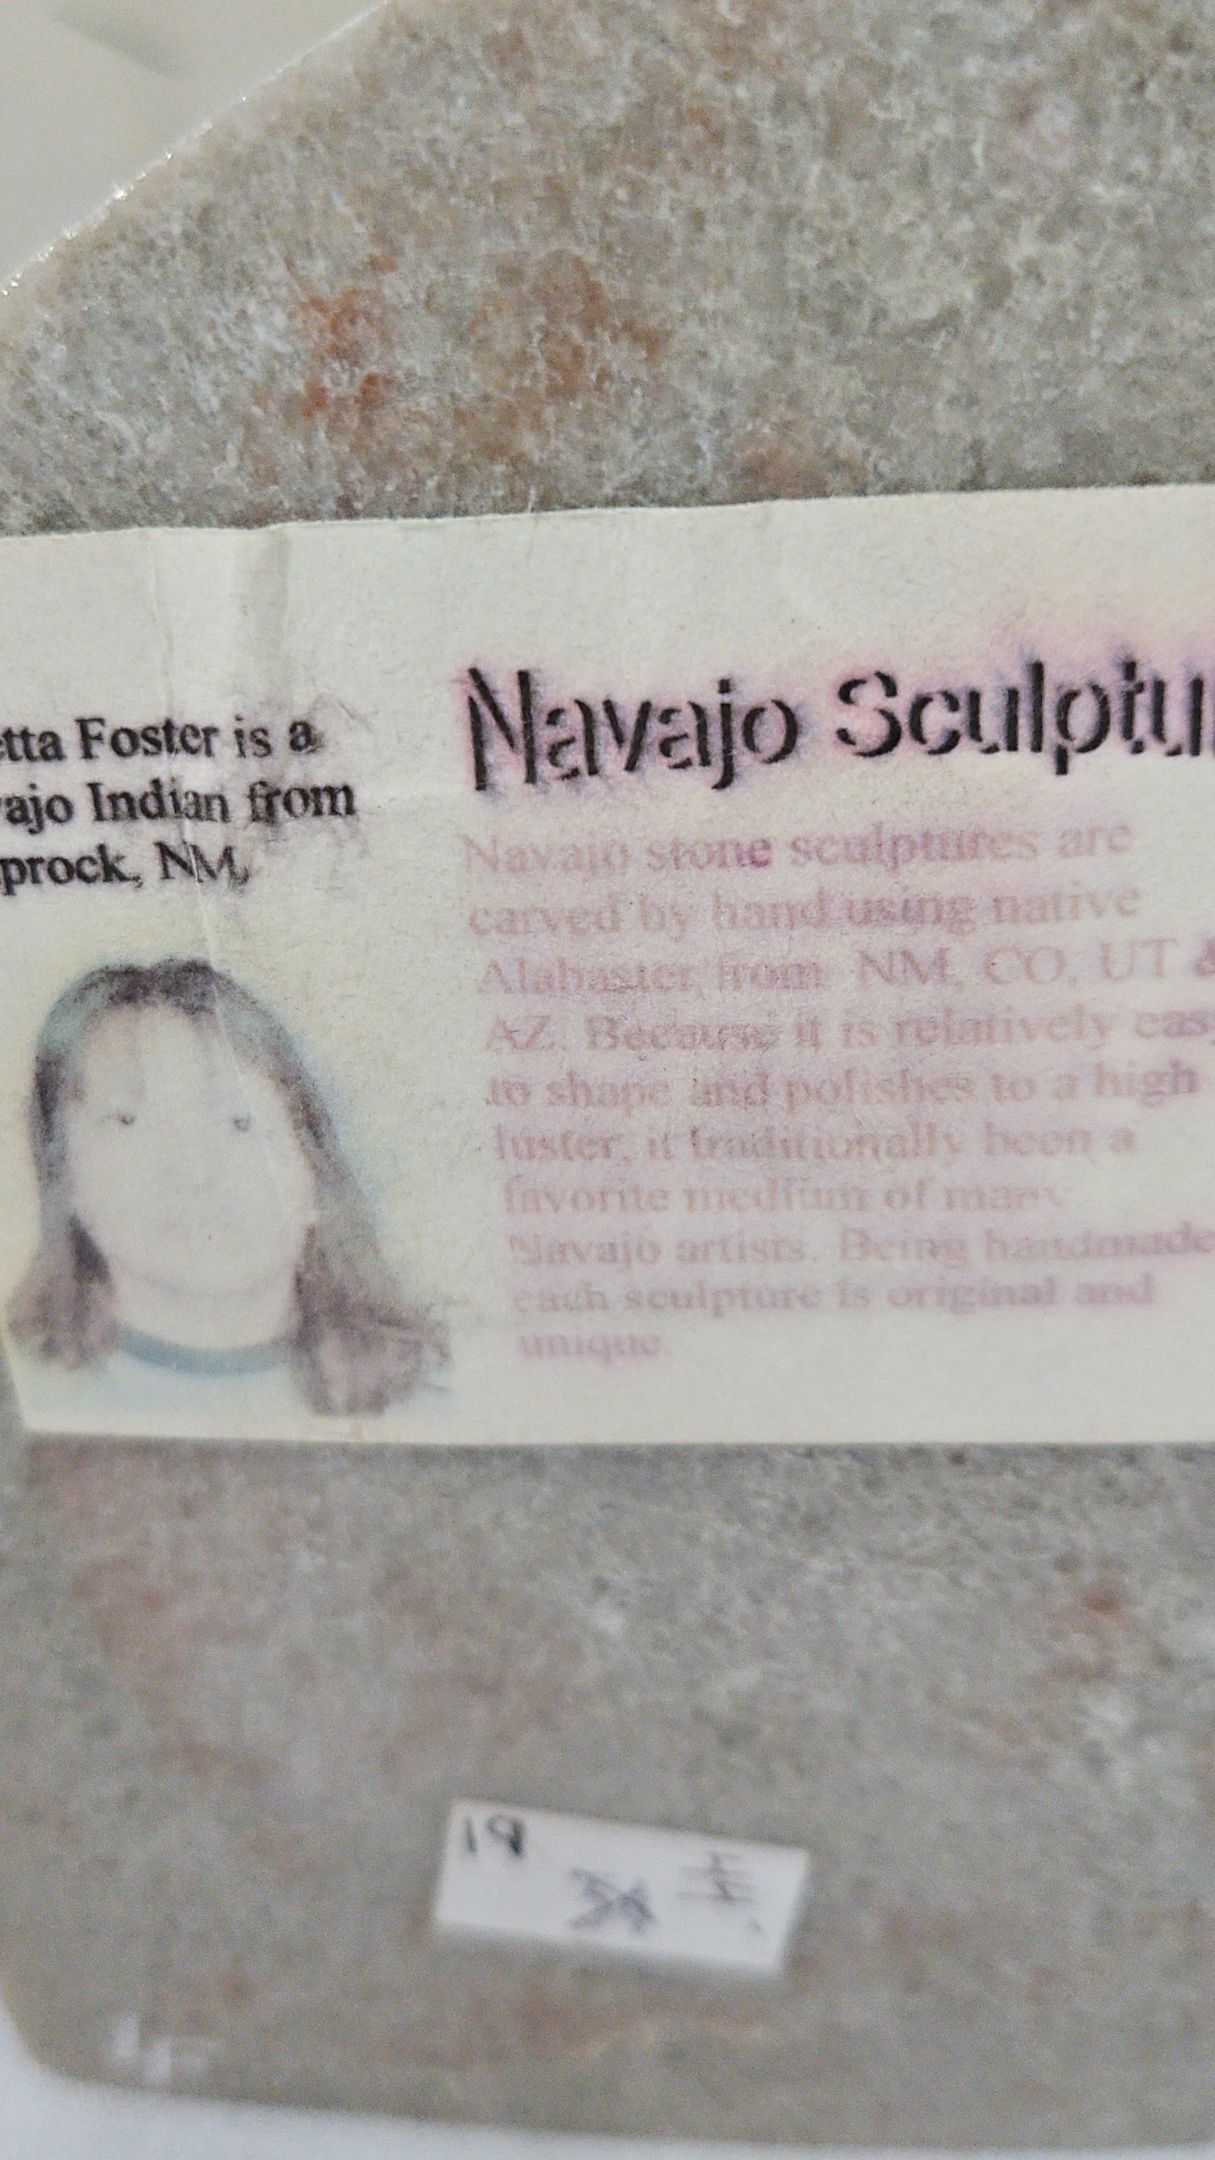 etta Foster is a
ajo Indian from
prock, NM,
Navajo Sculptu
Navajo stone sculptures are
carved by hand using native
Alabaster from NM, CO, UT &
AZ. Because it is relatively easy
to shape and polishes to a high
luster, it traditionally been a
favorite medium of many
Navajo artists. Being handmade
each sculpture is original and
unique.
19